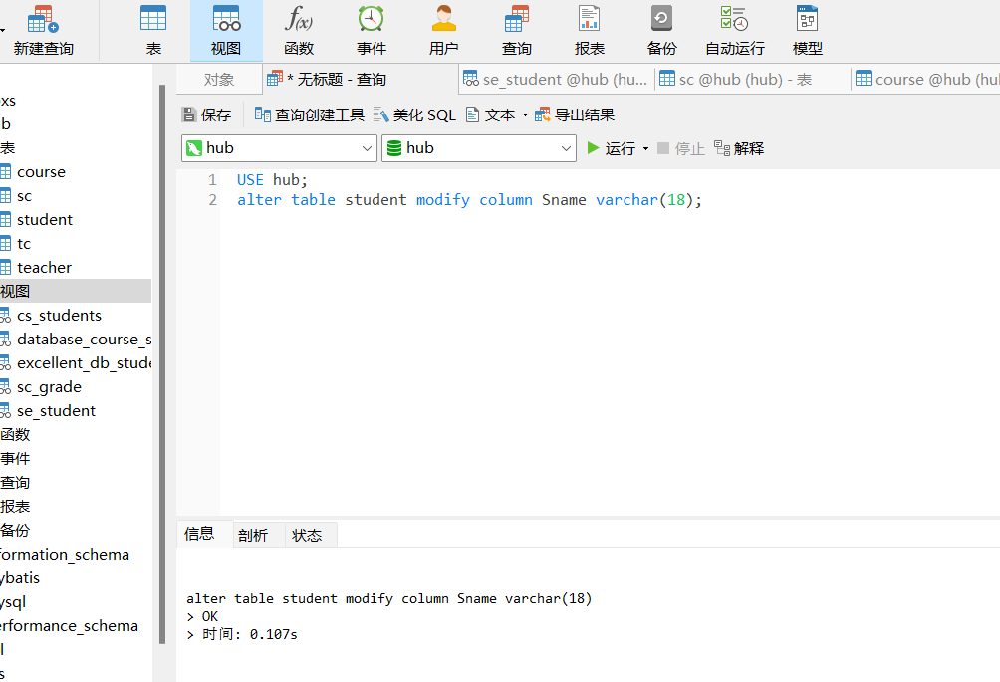 新建查询 表 视图 函数 事件 用户 查询 报表 备份 自动运行 模型
对象 * 无标题 - 查询 se_student @hub (hu... sc @hub (hub) - 表 course @hub (hu
保存 查询创建工具 美化 SQL 文本 导出结果
hub hub 运行 停止 解释
xs
b
表
course
sc
student
tc
teacher
视图
cs_students
database_course_s
excellent_db_stude
sc_grade
se_student
函数
事件
查询
报表
备份
formation_schema
ybatis
ysql
erformance_schema
l
s
1 USE hub;
2 alter table student modify column Sname varchar(18);
信息 剖析 状态
alter table student modify column Sname varchar(18)
> OK
> 时间: 0.107s